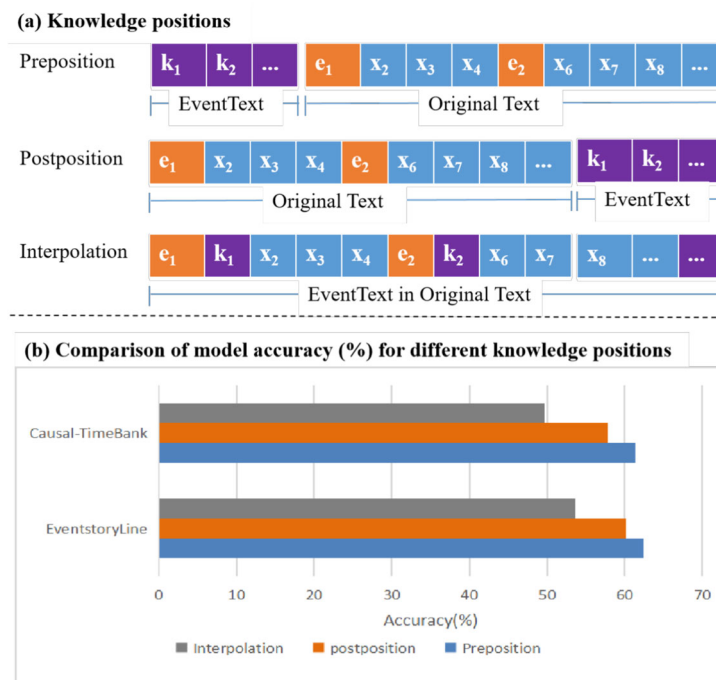 (a) Knowledge positions
Preposition k₁ k₂ ... e₁ x₂ x₃ x₄ e₂ x₆ x₇ x₈ ...
EventText Original Text
Postposition e₁ x₂ x₃ x₄ e₂ x₆ x₇ x₈ ... k₁ k₂ ...
Original Text EventText
Interpolation e₁ k₁ x₂ x₃ x₄ e₂ k₂ x₆ x₇ x₈ ... ...
EventText in Original Text
(b) Comparison of model accuracy (%) for different knowledge positions
Causal-TimeBank
EventstoryLine
0 10 20 30 40 50 60 70
Accuracy(%)
Interpolation postposition Preposition